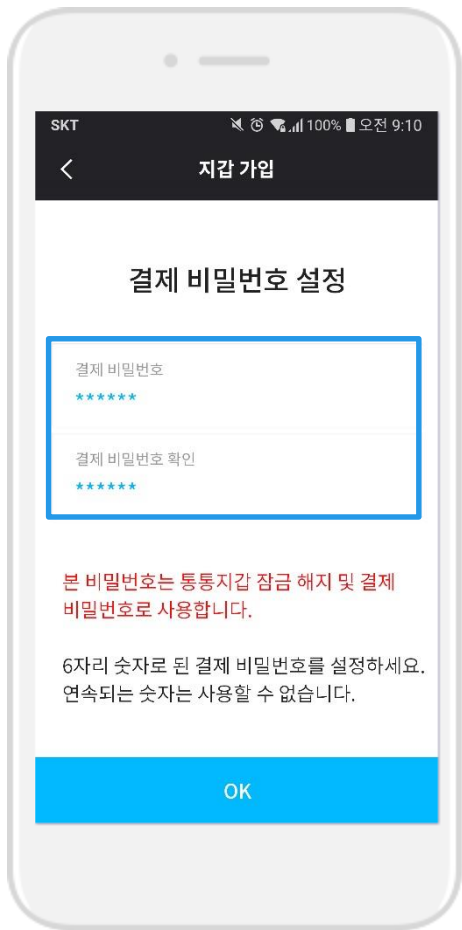 SKT 100% 오전 9:10
지갑 가입
결제 비밀번호 설정
결제 비밀번호
******
결제 비밀번호 확인
******
본 비밀번호는 통통지갑 잠금 해지 및 결제
비밀번호로 사용합니다.
6자리 숫자로 된 결제 비밀번호를 설정하세요.
연속되는 숫자는 사용할 수 없습니다.
OK